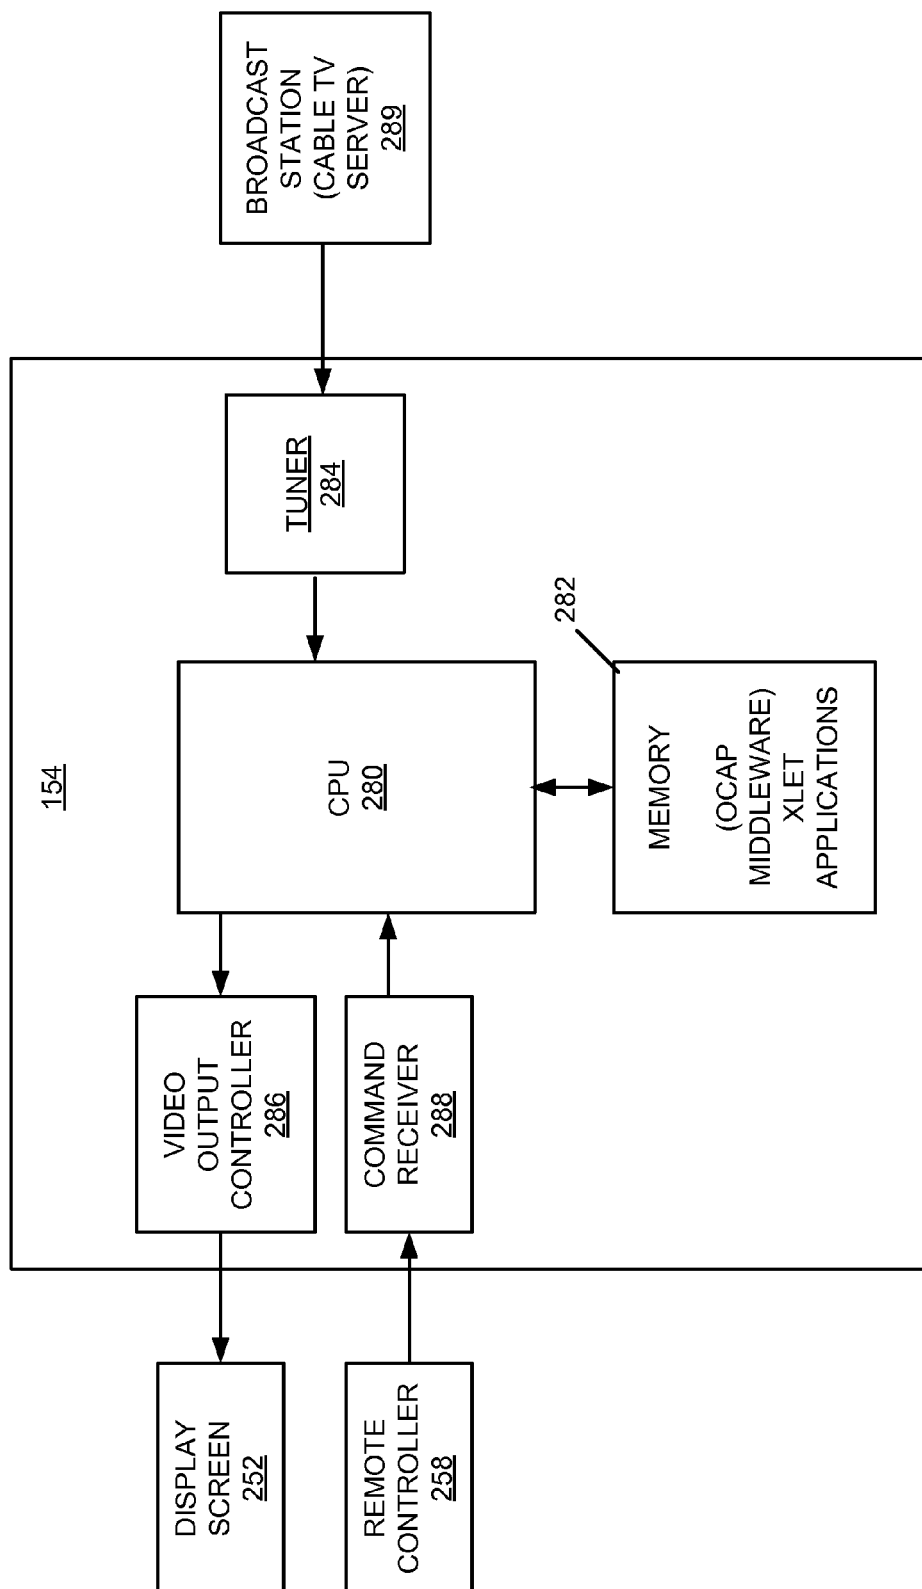 154
DISPLAY
SCREEN
252
VIDEO
OUTPUT
CONTROLLER
286
REMOTE
CONTROLLER
258
COMMAND
RECEIVER
288
CPU
280
TUNER
284
BROADCAST
STATION
(CABLE TV
SERVER)
289
282
MEMORY
(OCAP
MIDDLEWARE)
XLET
APPLICATIONS